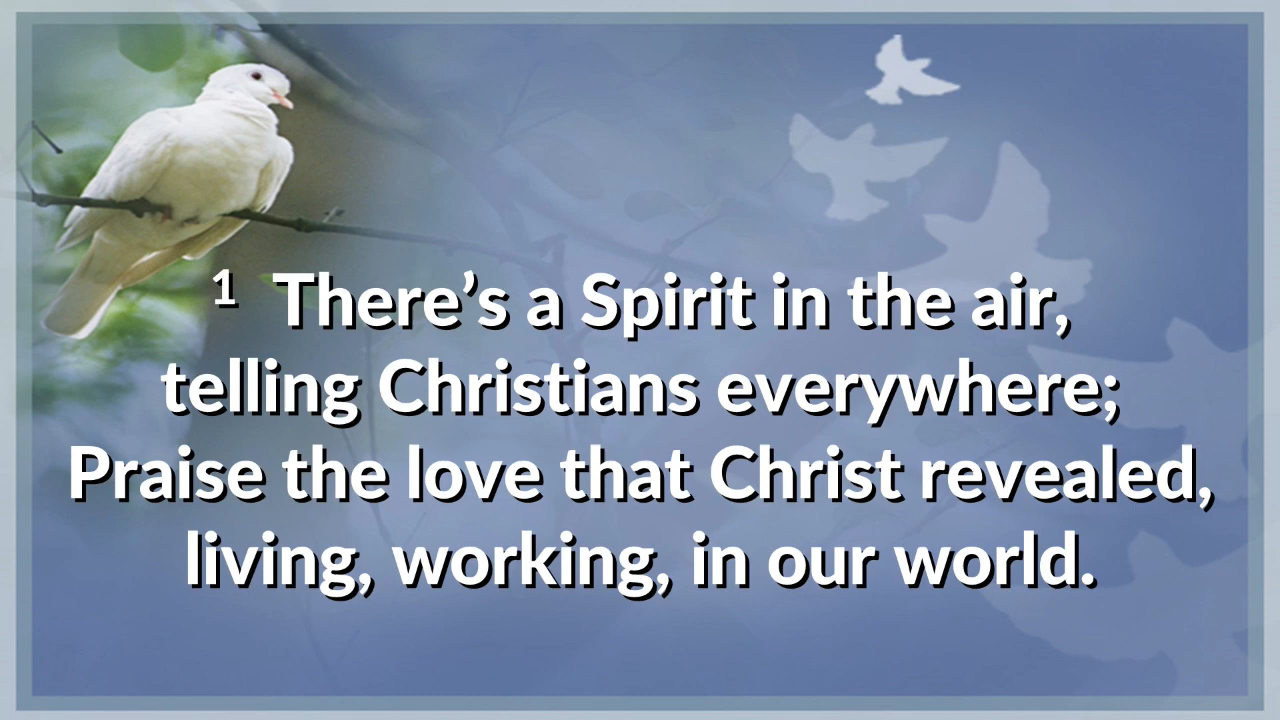 1 There’s a Spirit in the air,
telling Christians everywhere;
Praise the love that Christ revealed,
living, working, in our world.